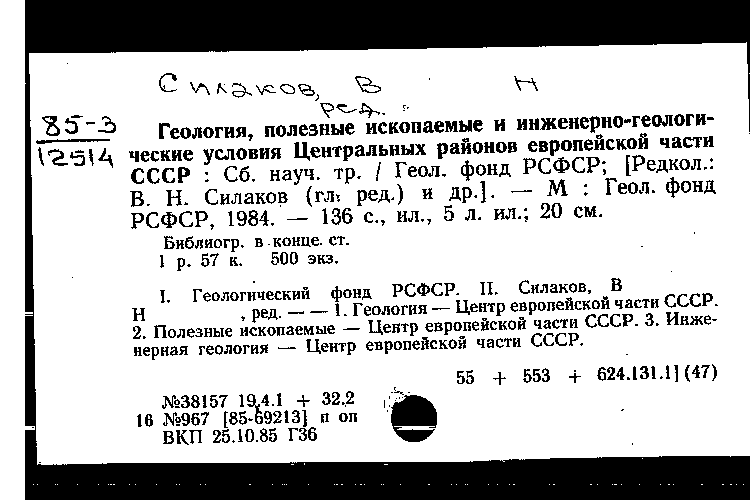 Силаков, В Н
ред.
85-3
12514
Геология, полезные ископаемые и инженерно-геологи-
ческие условия Центральных районов европейской части
СССР : Сб. науч. тр. / Геол. фонд РСФСР; [Редкол.:
В. Н. Силаков (гл. ред.) и др.]. — М : Геол. фонд
РСФСР, 1984. — 136 с., ил., 5 л. ил.; 20 см.
Библиогр. в конце. ст.
1 р. 57 к. 500 экз.
I. Геологический фонд РСФСР. II. Силаков, В
Н , ред. — — 1. Геология — Центр европейской части СССР.
2. Полезные ископаемые — Центр европейской части СССР. 3. Инже-
нерная геология — Центр европейской части СССР.
55 + 553 + 624.131.1](47)
№38157 19.4.1 + 32.2
16 №967 [85-69213] п оп
ВКП 25.10.85 Г36